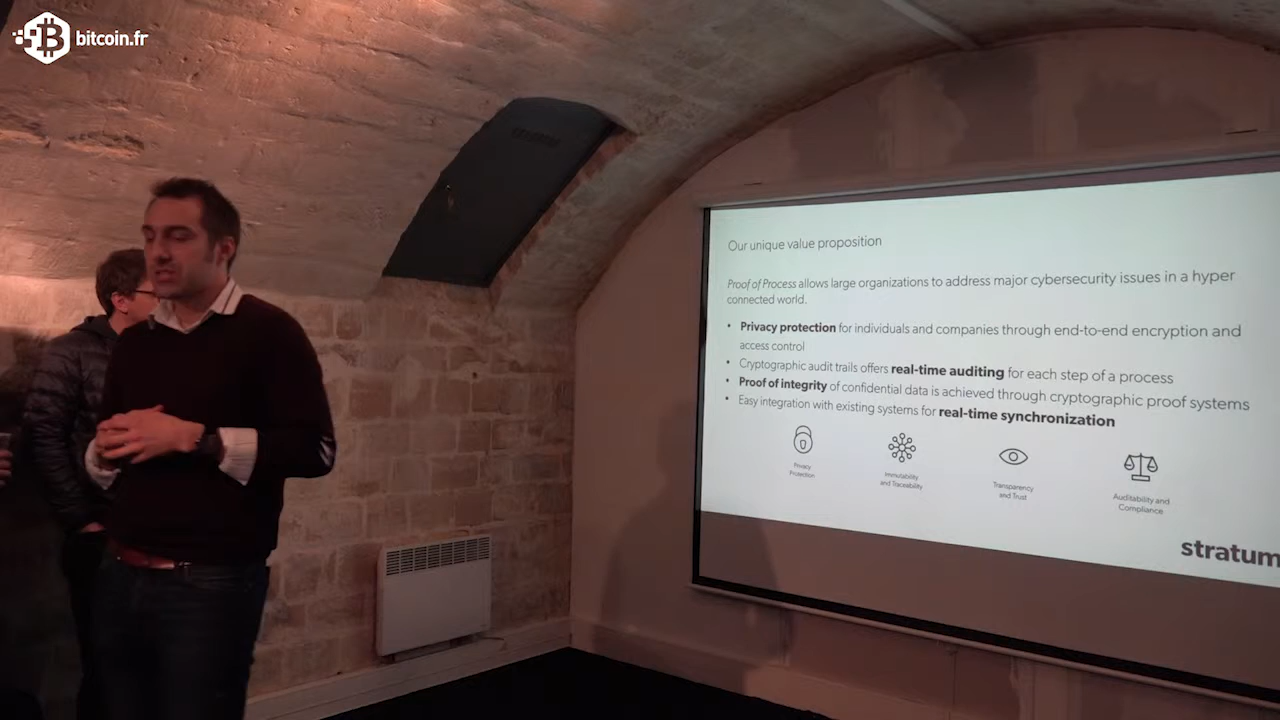 bitcoin.fr
Our unique value proposition
Proof of Process allows large organizations to address major cybersecurity issues in a hyper
connected world.
• Privacy protection for individuals and companies through end-to-end encryption and
access control
• Cryptographic audit trails offers real-time auditing for each step of a process
• Proof of integrity of confidential data is achieved through cryptographic proof systems
• Easy integration with existing systems for real-time synchronization
Privacy
Protection
Immutability
and Traceability
Transparency
and Trust
Auditability and
Compliance
stratum